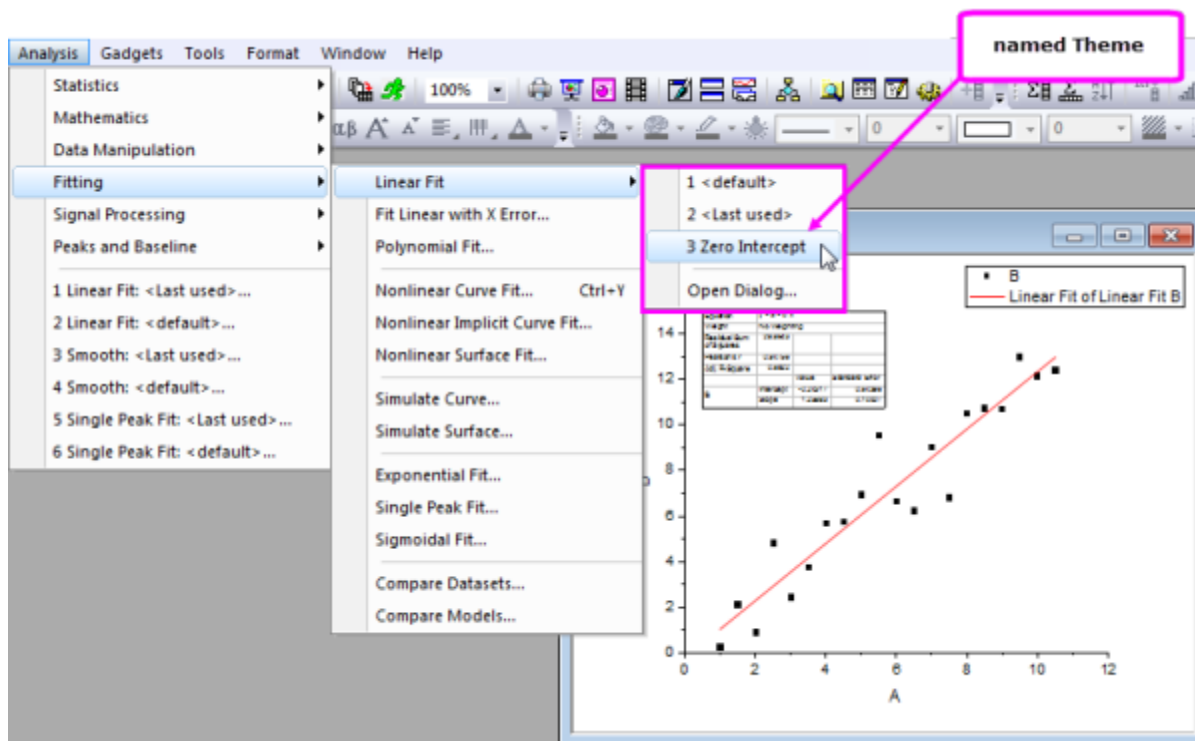 named Theme
Analysis Gadgets Tools Format Window Help
Statistics
Mathematics
Data Manipulation
Fitting
Signal Processing
Peaks and Baseline
1 Linear Fit: <Last used>...
2 Linear Fit: <default>...
3 Smooth: <Last used>...
4 Smooth: <default>...
5 Single Peak Fit: <Last used>...
6 Single Peak Fit: <default>...
100%
αβ A A
0 0
Linear Fit
Fit Linear with X Error...
Polynomial Fit...
Nonlinear Curve Fit... Ctrl+Y
Nonlinear Implicit Curve Fit...
Nonlinear Surface Fit...
Simulate Curve...
Simulate Surface...
Exponential Fit...
Single Peak Fit...
Sigmoidal Fit...
Compare Datasets...
Compare Models...
1 <default>
2 <Last used>
3 Zero Intercept
Open Dialog...
B
Linear Fit of Linear Fit B
14
12
10
8
6
4
2
0
0 2 4 6 8 10 12
A